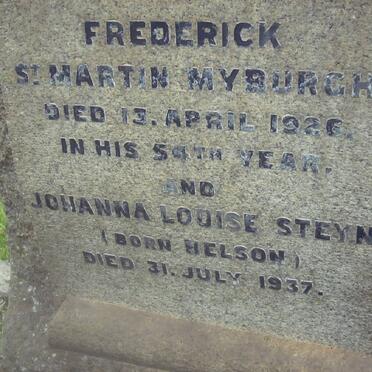 FREDERICK
ST MARTIN MYBURGH
DIED 13. APRIL 1926.
IN HIS 54TH YEAR.
AND
JOHANNA LOUISE STEYN
(BORN NELSON)
DIED 31. JULY 1937.